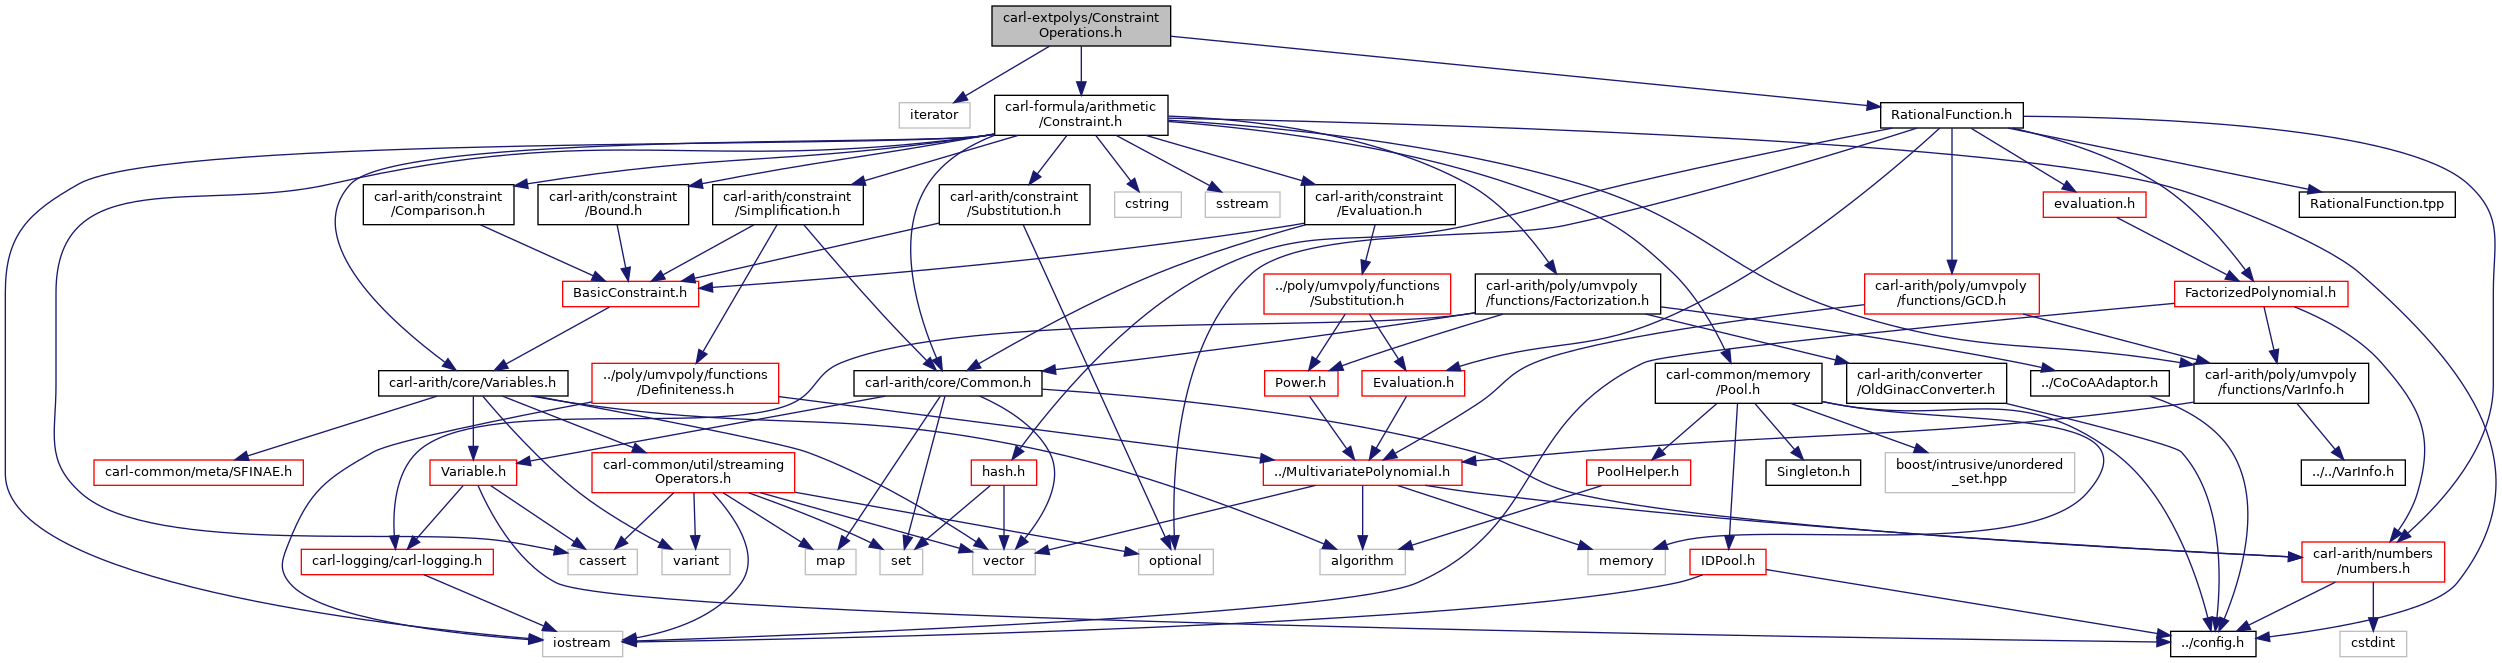 carl-extpolys/Constraint
Operations.h
iterator
carl-formula/arithmetic
/Constraint.h
RationalFunction.h
carl-arith/constraint
/Comparison.h
carl-arith/constraint
/Bound.h
carl-arith/constraint
/Simplification.h
carl-arith/constraint
/Substitution.h
cstring
sstream
carl-arith/constraint
/Evaluation.h
evaluation.h
RationalFunction.tpp
BasicConstraint.h
../poly/umvpoly/functions
/Substitution.h
carl-arith/poly/umvpoly
/functions/Factorization.h
carl-arith/poly/umvpoly
/functions/GCD.h
FactorizedPolynomial.h
carl-arith/core/Variables.h
../poly/umvpoly/functions
/Definiteness.h
carl-arith/core/Common.h
Power.h
Evaluation.h
carl-common/memory
/Pool.h
carl-arith/converter
/OldGinacConverter.h
../CoCoAAdaptor.h
carl-arith/poly/umvpoly
/functions/VarInfo.h
carl-common/meta/SFINAE.h
Variable.h
carl-common/util/streaming
Operators.h
hash.h
../MultivariatePolynomial.h
PoolHelper.h
Singleton.h
boost/intrusive/unordered
_set.hpp
../../VarInfo.h
carl-logging/carl-logging.h
cassert
variant
map
set
vector
optional
algorithm
memory
IDPool.h
carl-arith/numbers
/numbers.h
iostream
../config.h
cstdint